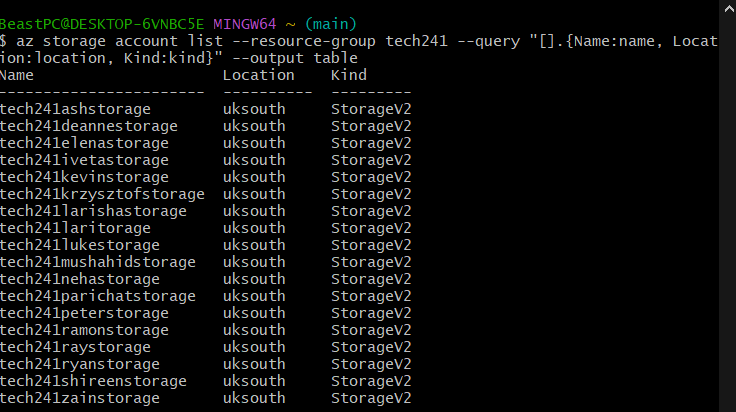 BeastPC@DESKTOP-6VNBC5E MINGW64 ~ (main)
$ az storage account list --resource-group tech241 --query "[].{Name:name, Locat
ion:location, Kind:kind}" --output table
Name                     Location    Kind
-----------------------  ----------  ---------
tech241ashstorage        uksouth     StorageV2
tech241deannestorage     uksouth     StorageV2
tech241elenastorage      uksouth     StorageV2
tech241ivetastorage      uksouth     StorageV2
tech241kevinstorage      uksouth     StorageV2
tech241krzysztofstorage  uksouth     StorageV2
tech241larishastorage    uksouth     StorageV2
tech241laritorage        uksouth     StorageV2
tech241lukestorage       uksouth     StorageV2
tech241mushahidstorage   uksouth     StorageV2
tech241nehastorage       uksouth     StorageV2
tech241parichatstorage   uksouth     StorageV2
tech241peterstorage      uksouth     StorageV2
tech241ramonstorage      uksouth     StorageV2
tech241raystorage        uksouth     StorageV2
tech241ryanstorage       uksouth     StorageV2
tech241shireenstorage    uksouth     StorageV2
tech241zainstorage       uksouth     StorageV2